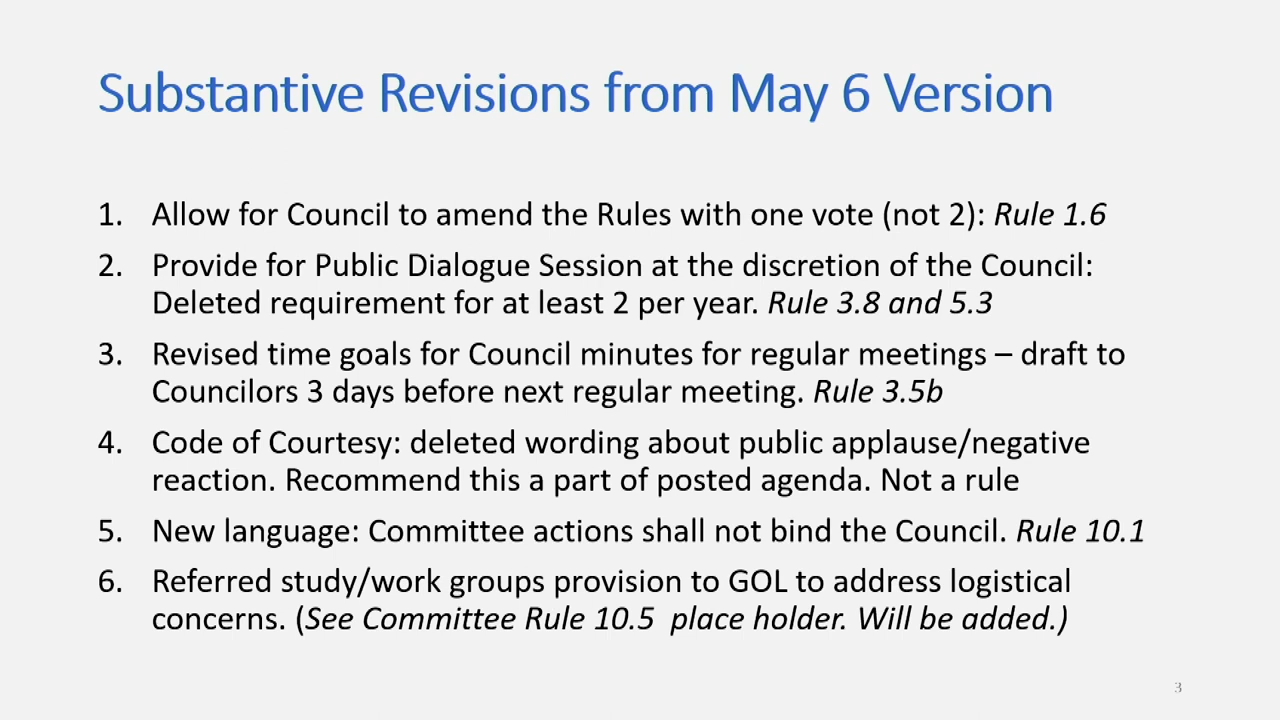 Substantive Revisions from May 6 Version
1. Allow for Council to amend the Rules with one vote (not 2): Rule 1.6
2. Provide for Public Dialogue Session at the discretion of the Council:
Deleted requirement for at least 2 per year. Rule 3.8 and 5.3
3. Revised time goals for Council minutes for regular meetings – draft to
Councilors 3 days before next regular meeting. Rule 3.5b
4. Code of Courtesy: deleted wording about public applause/negative
reaction. Recommend this a part of posted agenda. Not a rule
5. New language: Committee actions shall not bind the Council. Rule 10.1
6. Referred study/work groups provision to GOL to address logistical
concerns. (See Committee Rule 10.5  place holder. Will be added.)
3